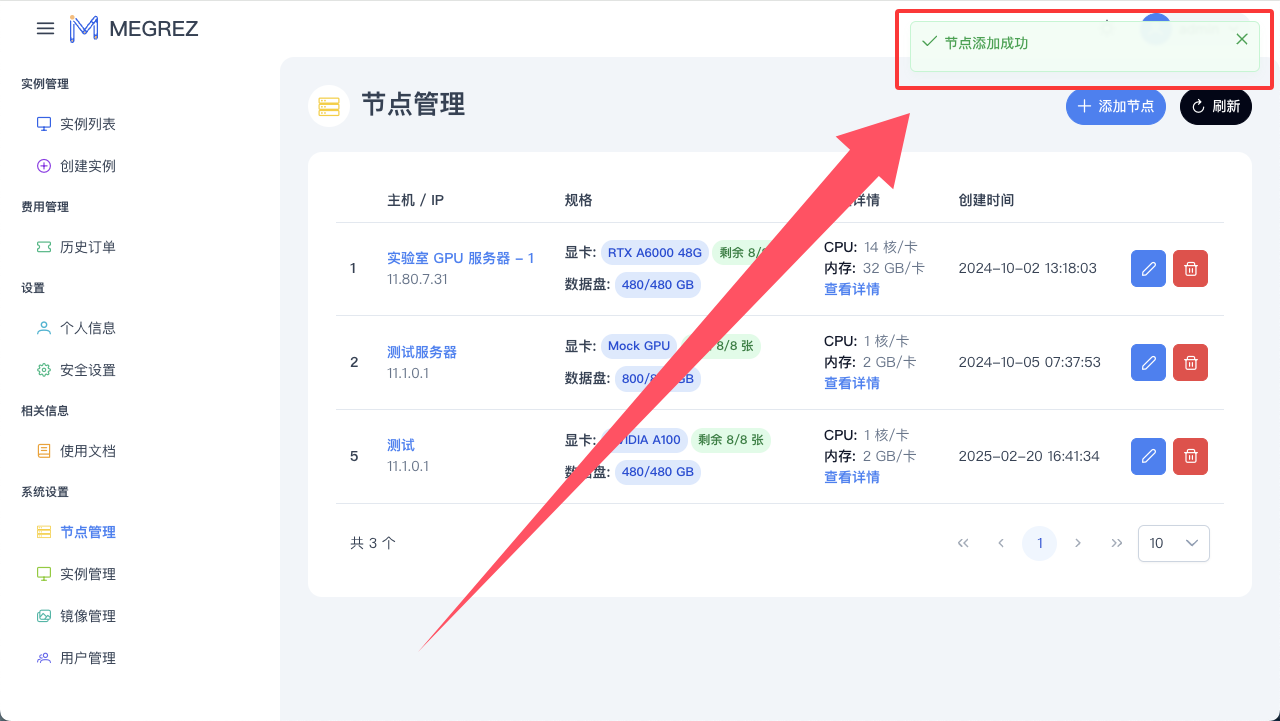 MEGREZ
节点添加成功
实例管理
实例列表
创建实例
费用管理
历史订单
设置
个人信息
安全设置
相关信息
使用文档
系统设置
节点管理
实例管理
镜像管理
用户管理
节点管理
添加节点
刷新
主机 / IP
规格
详情
创建时间
1
实验室 GPU 服务器 - 1
11.80.7.31
显卡: RTX A6000 48G 剩余 8/
数据盘: 480/480 GB
CPU: 14 核/卡
内存: 32 GB/卡
查看详情
2024-10-02 13:18:03
2
测试服务器
11.1.0.1
显卡: Mock GPU 8/8 张
数据盘: 800/ GB
CPU: 1 核/卡
内存: 2 GB/卡
查看详情
2024-10-05 07:37:53
5
测试
11.1.0.1
显卡: A100 剩余 8/8 张
数据盘: 480/480 GB
CPU: 1 核/卡
内存: 2 GB/卡
查看详情
2025-02-20 16:41:34
共 3 个
1
10